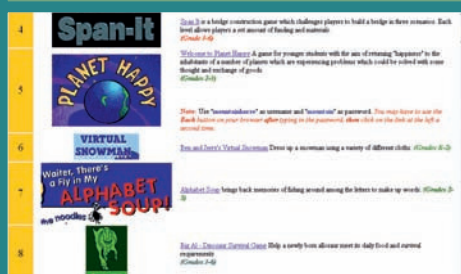 4
Span-It
Span It is a bridge construction game which challenges players to build a bridge in three scenarios. Each
level allows players a set amount of funding and materials
(Grade 3-6)
5
PLANET HAPPY
Welcome to Planet Happy A game for younger students with the aim of returning "happiness" to the
inhabitants of a number of planets which are experiencing problems which could be solved with some
thought and exchange of goods
(Grades 2-3)
Note: Use "mountainhorse" as username and "mountain" as password. You may have to use the
Back button on your browser after typing in the password, then click on the link at the left a
second time.
6
VIRTUAL
SNOWMAN
Ben and Jerry's Virtual Snowman Dress up a snowman using a variety of different cloths (Grades K-2)
7
Waiter, There's
a Fly in My
ALPHABET
SOUP!
noodles
Alphabet Soup brings back memories of fishing around among the letters to make up words (Grades 2-
3)
8
Big Al - Dinosaur Survival Game Help a newly born allosaur meet its daily food and survival
requirements
(Grades 3-6)